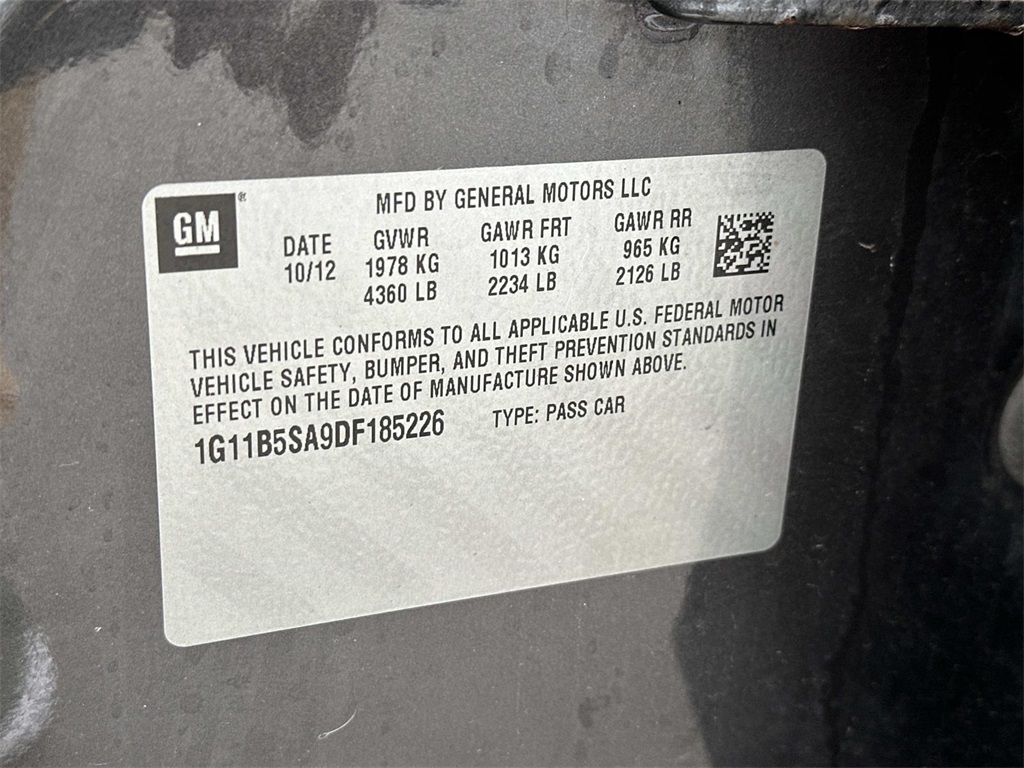 GM ®
MFD BY GENERAL MOTORS LLC
DATE GVWR GAWR FRT GAWR RR
10/12 1978 KG 1013 KG 965 KG
4360 LB 2234 LB 2126 LB
THIS VEHICLE CONFORMS TO ALL APPLICABLE U.S. FEDERAL MOTOR
VEHICLE SAFETY, BUMPER, AND THEFT PREVENTION STANDARDS IN
EFFECT ON THE DATE OF MANUFACTURE SHOWN ABOVE.
1G11B5SA9DF185226 TYPE: PASS CAR